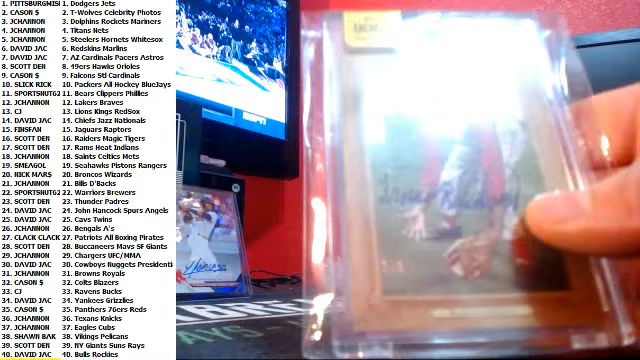 1. PITTSBURGMISI 1. Dodgers Jets
2. CASON $ 2. T-Wolves Celebrity Photos
3. JCHANNON 3. Dolphins Rockets Mariners
4. JCHANNON 4. Titans Nets
5. JCHANNON 5. Steelers Hornets Whitesox
6. DAVID JAC 6. Redskins Marlins
7. DAVID JAC 7. AZ Cardinals Pacers Astros
8. SCOTT DEN 8. 49ers Hawks Orioles
9. CASON $ 9. Falcons Stl Cardinals
10. SLICK RICK 10. Packers All Hockey BlueJays
11. SPORTSNUT62 11. Bears Clippers Phillies
12. JCHANNON 12. Lakers Braves
13. CJ 13. Lions Kings RedSox
14. DAVID JAC 14. Chiefs Jazz Nationals
15. FINSFAN 15. Jaguars Raptors
16. SCOTT DEN 16. Raiders Magic Tigers
17. SCOTT DEN 17. Rams Heat Indians
18. JCHANNON 18. Saints Celtics Mets
19. SMEAGOL 19. Seahawks Pistons Rangers
20. NICK MAR$ 20. Broncos Wizards
21. JCHANNON 21. Bills D'Backs
22. SPORTSNUT62 22. Warriors Brewers
23. SCOTT DEN 23. Thunder Padres
24. DAVID JAC 24. John Hancock Spurs Angels
25. DAVID JAC 25. Cavs Twins
26. JCHANNON 26. Bengals A's
27. CLACK CLACK 27. Patriots All Boxing Pirates
28. SCOTT DEN 28. Buccaneers Mavs SF Giants
29. JCHANNON 29. Chargers UFC/MMA
30. DAVID JAC 30. Cowboys Nuggets Presidents
31. JCHANNON 31. Browns Royals
32. CASON $ 32. Colts Blazers
33. CJ 33. Ravens Bucks
34. DAVID JAC 34. Yankees Grizzlies
35. CASON $ 35. Panthers 76ers Reds
36. JCHANNON 36. Texans Knicks
37. JCHANNON 37. Eagles Cubs
38. SHAWN BAK 38. Vikings Pelicans
39. SCOTT DEN 39. NY Giants Suns Rays
40. DAVID JAC 40. Bulls Rockies